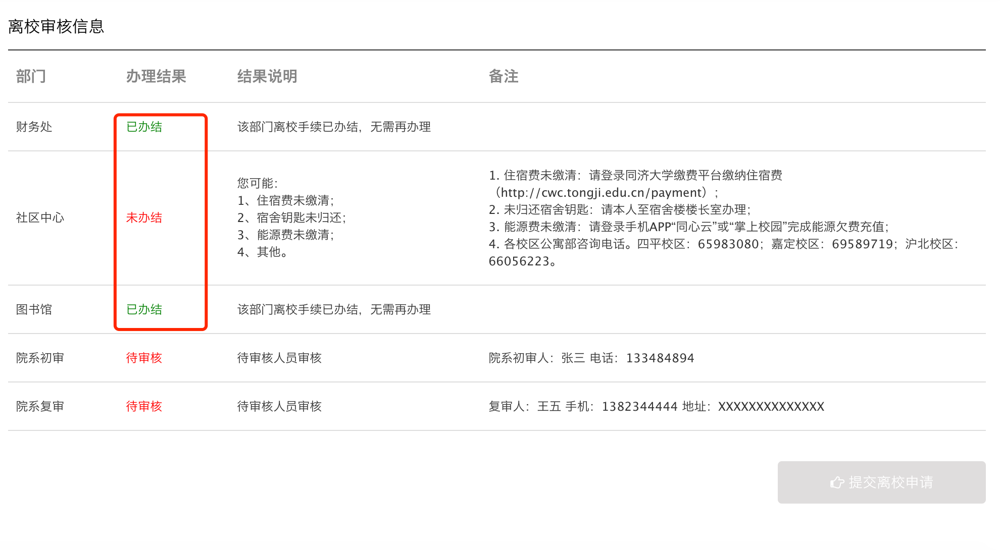 离校审核信息
部门 办理结果 结果说明 备注
财务处 已办结 该部门离校手续已办结，无需再办理
社区中心 未办结
您可能：
1、住宿费未缴清；
2、宿舍钥匙未归还；
3、能源费未缴清；
4、其他。
1. 住宿费未缴清：请登录同济大学缴费平台缴纳住宿费
（http://cwc.tongji.edu.cn/payment）；
2. 未归还宿舍钥匙：请本人至宿舍楼楼长室办理；
3. 能源费未缴清：请登录手机APP“同心云”或“掌上校园”完成能源欠费充值；
4. 各校区公寓部咨询电话。四平校区：65983080；嘉定校区：69589719；沪北校区：
66056223。
图书馆 已办结 该部门离校手续已办结，无需再办理
院系初审 待审核 待审核人员审核 院系初审人：张三 电话：133484894
院系复审 待审核 待审核人员审核 复审人：王五 手机：1382344444 地址：XXXXXXXXXXXXXX
提交离校申请